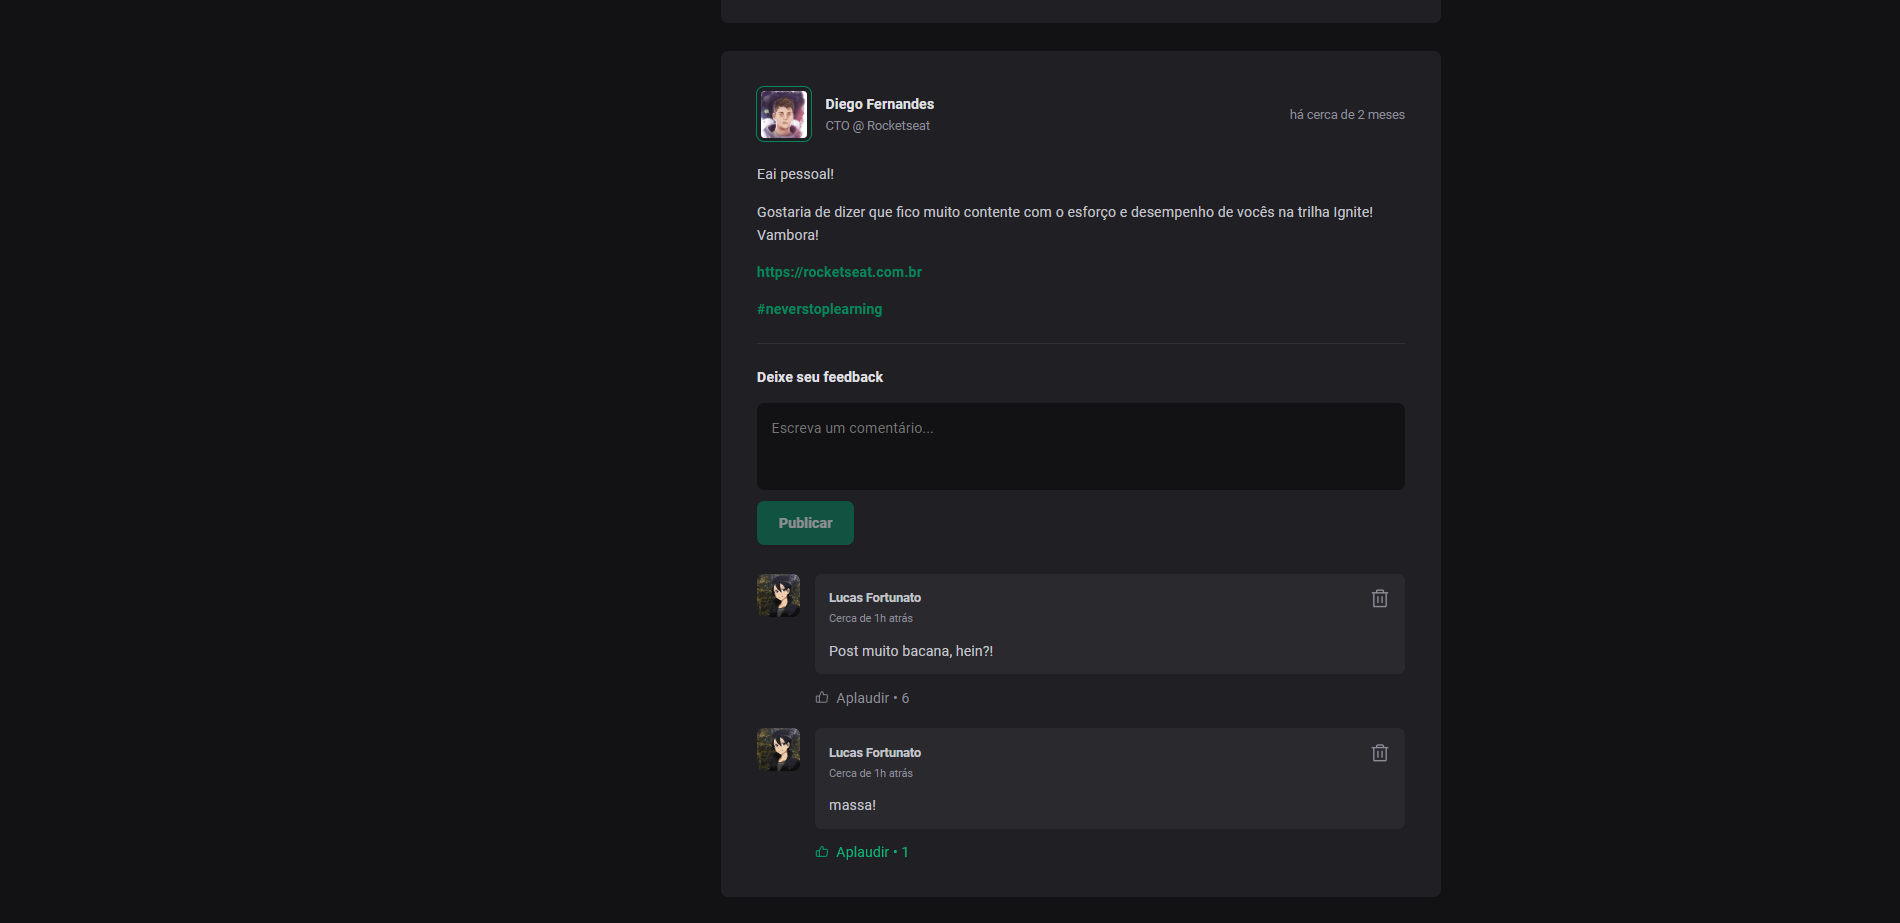 Diego Fernandes
CTO @ Rocketseat
há cerca de 2 meses
Eai pessoal!
Gostaria de dizer que fico muito contente com o esforço e desempenho de vocês na trilha Ignite!
Vambora!
https://rocketseat.com.br
#neverstoplearning
Deixe seu feedback
Escreva um comentário...
Publicar
Lucas Fortunato
Cerca de 1h atrás
Post muito bacana, hein?!
Aplaudir • 6
Lucas Fortunato
Cerca de 1h atrás
massa!
Aplaudir • 1